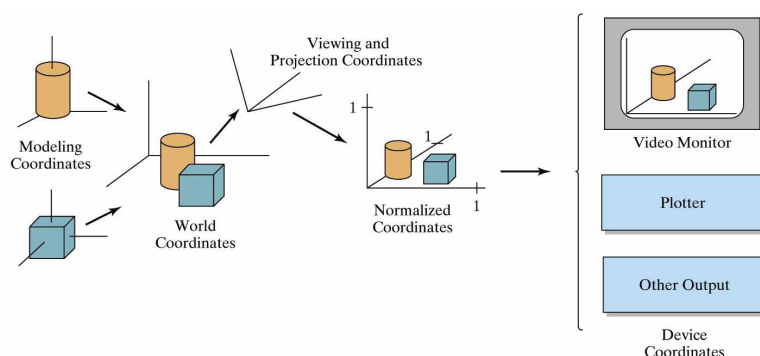 Modeling
Coordinates
World
Coordinates
Viewing and
Projection Coordinates
1
1
1
Normalized
Coordinates
Video Monitor
Plotter
Other Output
Device
Coordinates